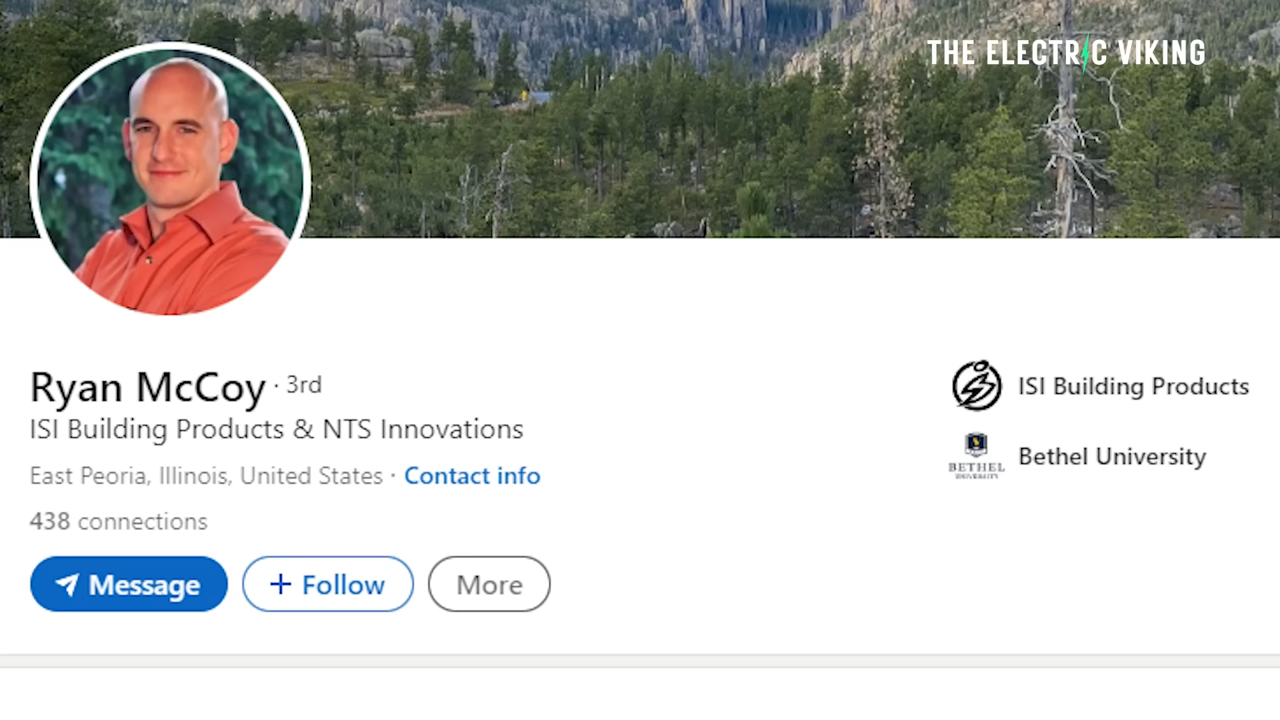 THE ELECTRIC VIKING
Ryan McCoy · 3rd
ISI Building Products & NTS Innovations
East Peoria, Illinois, United States · Contact info
438 connections
Message
+ Follow
More
ISI Building Products
BETHEL
UNIVERSITY
Bethel University